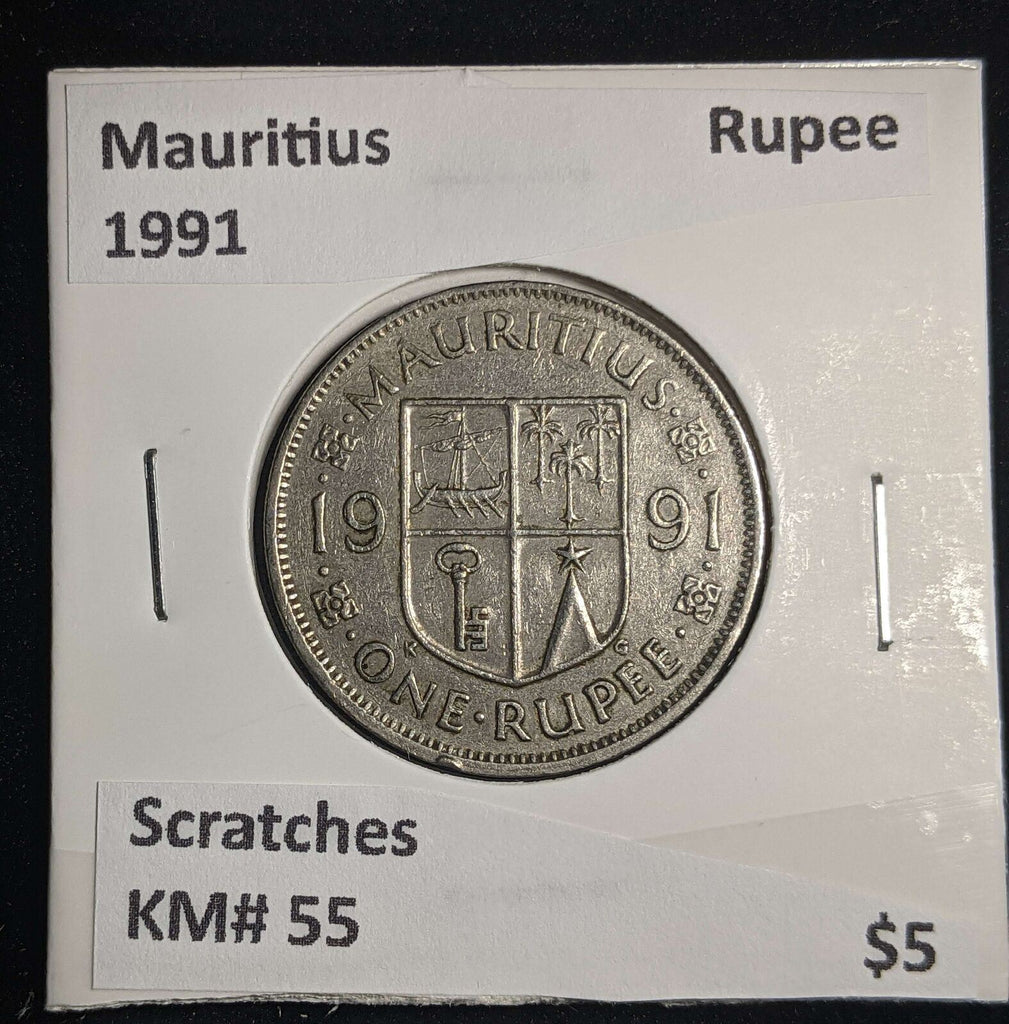 Mauritius
Rupee
1991
MAURITIUS
19 91
K G
ONE·RUPEE
Scratches
KM# 55
$5